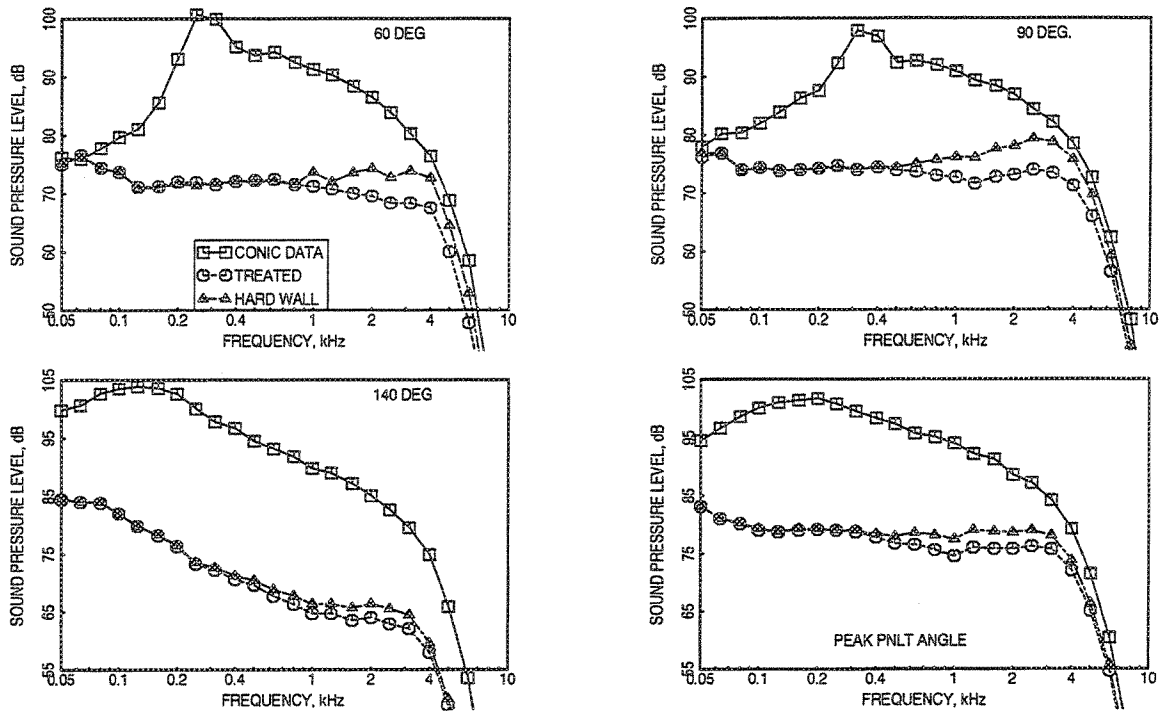 100
90
80
70
60
50
SOUND PRESSURE LEVEL, dB
60 DEG
CONIC DATA
TREATED
HARD WALL
0.05 0.1 0.2 0.4 1 2 4 10
FREQUENCY, kHz
100
90
80
70
60
50
SOUND PRESSURE LEVEL, dB
90 DEG.
0.05 0.1 0.2 0.4 1 2 4 10
FREQUENCY, kHz
105
95
85
75
65
55
SOUND PRESSURE LEVEL, dB
140 DEG
0.05 0.1 0.2 0.4 1 2 4 10
FREQUENCY, kHz
105
95
85
75
65
55
SOUND PRESSURE LEVEL, dB
PEAK PNLT ANGLE
0.05 0.1 0.2 0.4 1 2 4 10
FREQUENCY, kHz